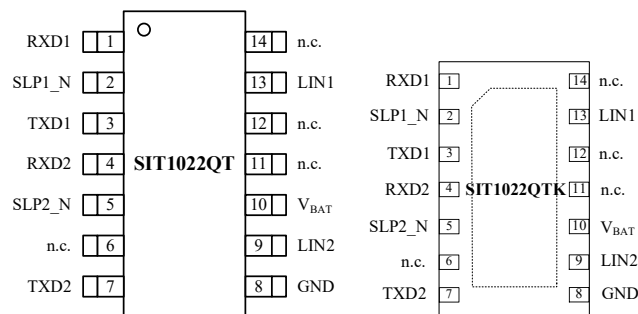 RXD1 1 14 n.c.
SLP1_N 2 13 LIN1
TXD1 3 12 n.c.
RXD2 4 SIT1022QT 11 n.c.
SLP2_N 5 10 VBAT
n.c. 6 9 LIN2
TXD2 7 8 GND
RXD1 1 14 n.c.
SLP1_N 2 13 LIN1
TXD1 3 12 n.c.
RXD2 4 SIT1022QTK 11 n.c.
SLP2_N 5 10 VBAT
n.c. 6 9 LIN2
TXD2 7 8 GND